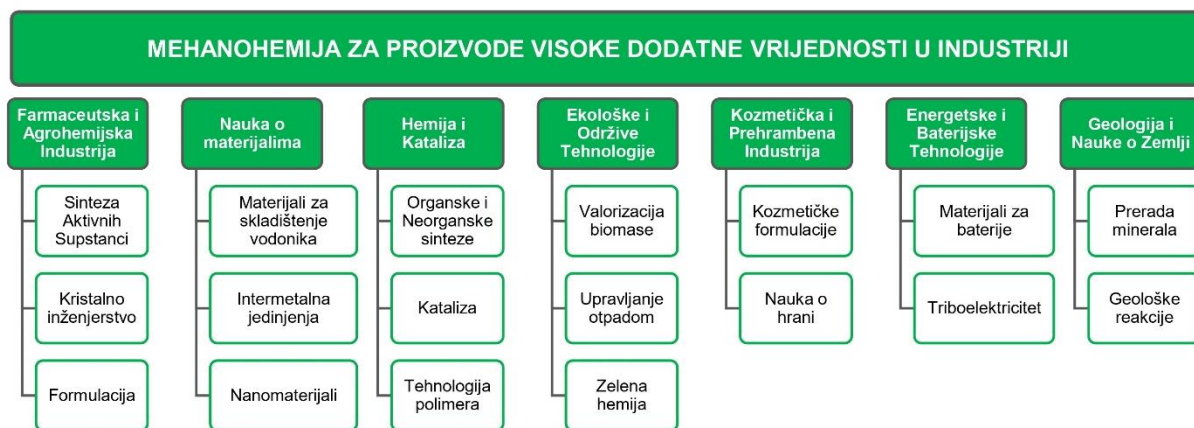 MEHANOHEMIJA ZA PROIZVODE VISOKE DODATNE VRIJEDNOSTI U INDUSTRIJI
Farmaceutska i
Agrohemijska
Industrija
Sinteza
Aktivnih
Supstanci
Kristalno
inženjerstvo
Formulacija
Nauka o
materijalima
Materijali za
skladištenje
vodonika
Intermetalna
jedinjenja
Nanomaterijali
Hemija i
Kataliza
Organske i
Neorganske
sinteze
Kataliza
Tehnologija
polimera
Ekološke i
Održive
Tehnologije
Valorizacija
biomase
Upravljanje
otpadom
Zelena
hemija
Kozmetička i
Prehrambena
Industrija
Kozmetičke
formulacije
Nauka o
hrani
Energetske i
Baterijske
Tehnologije
Materijali za
baterije
Triboelektricitet
Geologija i
Nauke o Zemlji
Prerada
minerala
Geološke
reakcije